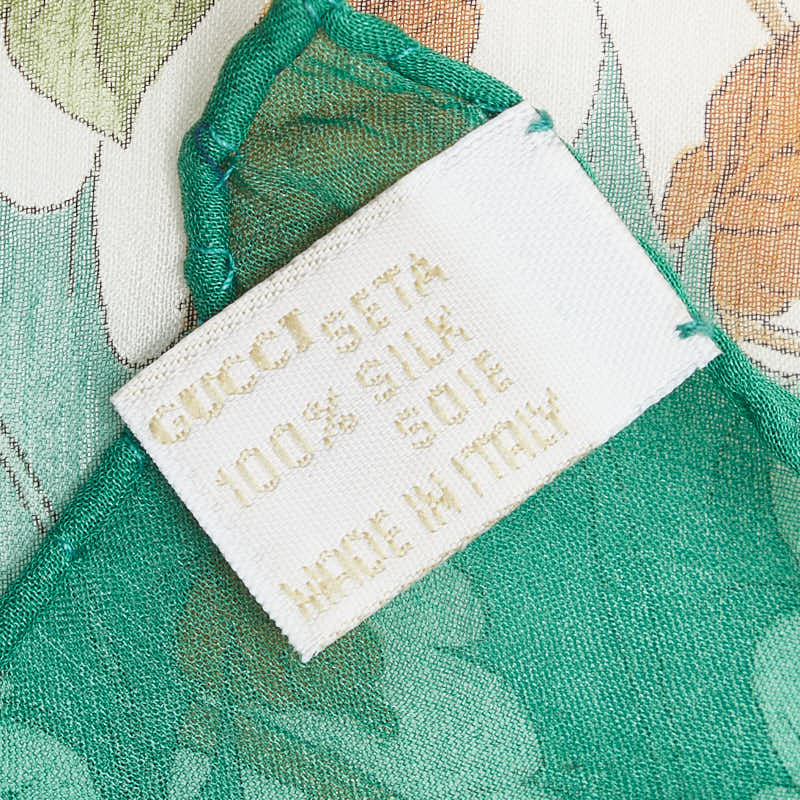 GUCCI SETA
100% SILK
SOIE
MADE IN ITALY